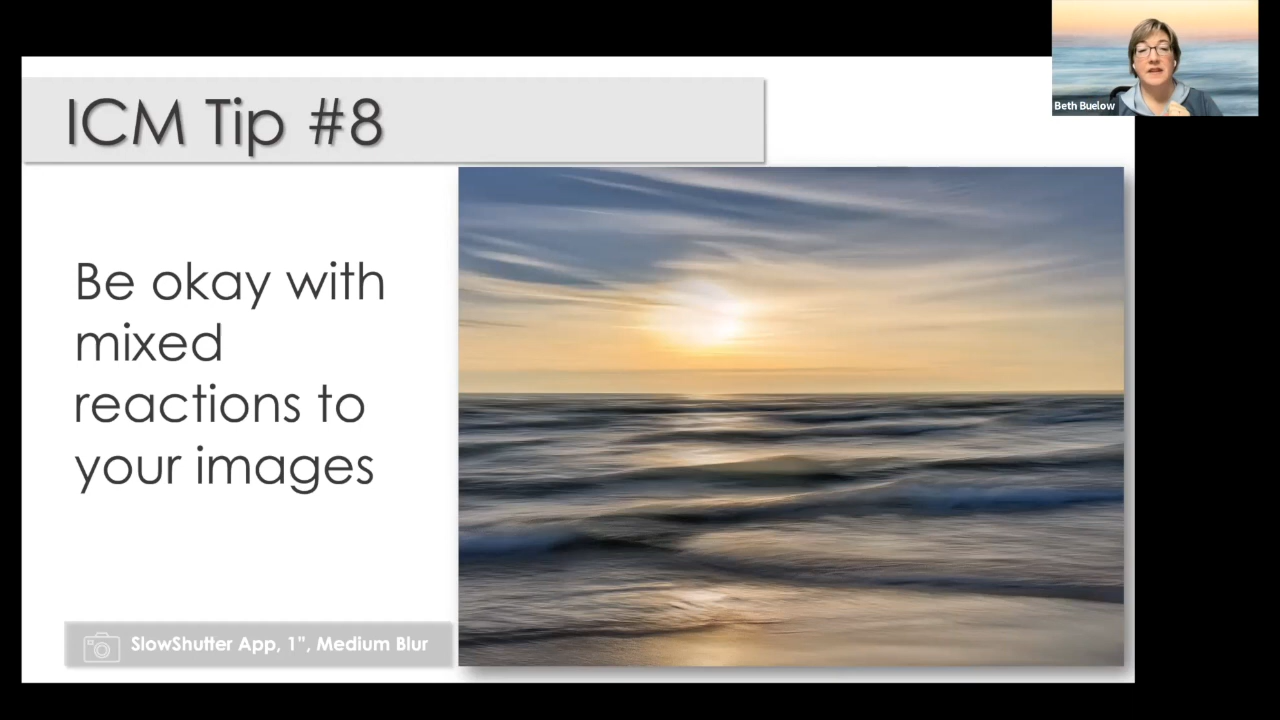 ICM Tip #8
Beth Buelow
Be okay with
mixed
reactions to
your images
SlowShutter App, 1", Medium Blur